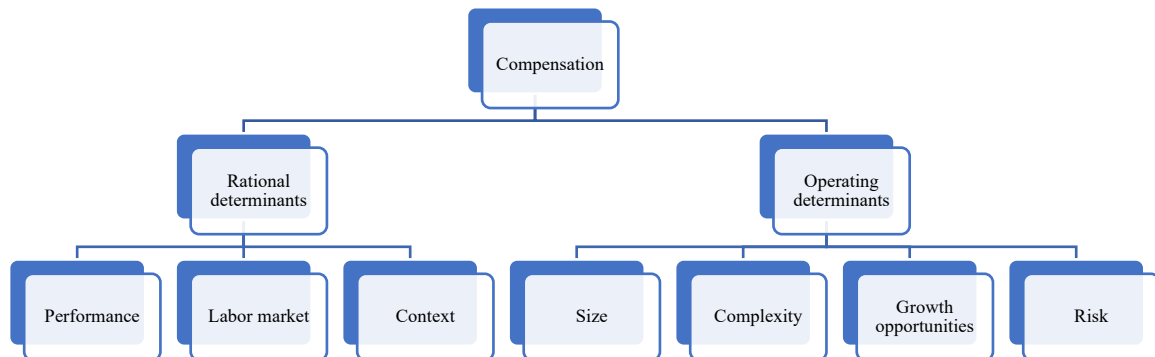 Compensation
Rational
determinants
Operating
determinants
Performance
Labor market
Context
Size
Complexity
Growth
opportunities
Risk